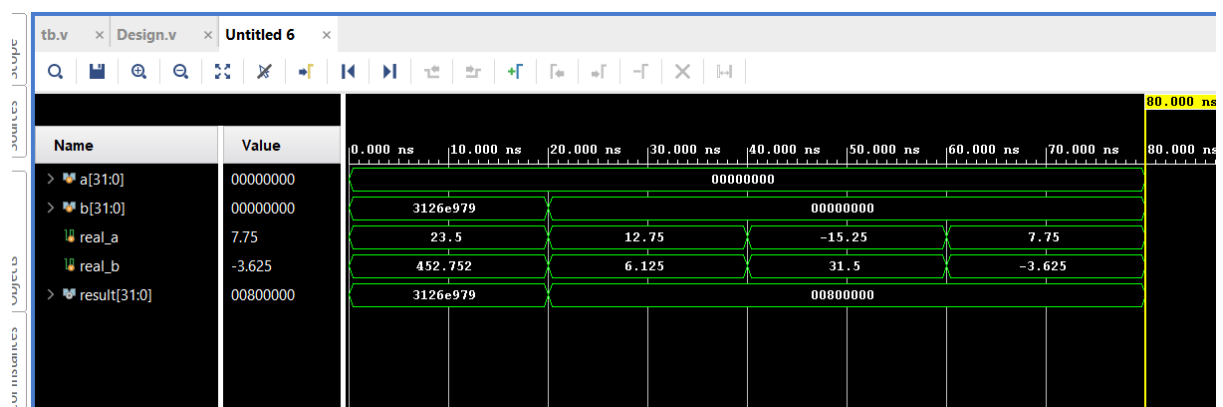 tb.v × Design.v × Untitled 6 ×
Scope
Sources
Objects
80.000 ns
Name Value
0.000 ns 10.000 ns 20.000 ns 30.000 ns 40.000 ns 50.000 ns 60.000 ns 70.000 ns 80.000 ns
> a[31:0] 00000000 00000000
> b[31:0] 00000000 3126e979 00000000
real_a 7.75 23.5 12.75 -15.25 7.75
real_b -3.625 452.752 6.125 31.5 -3.625
> result[31:0] 00800000 3126e979 00800000